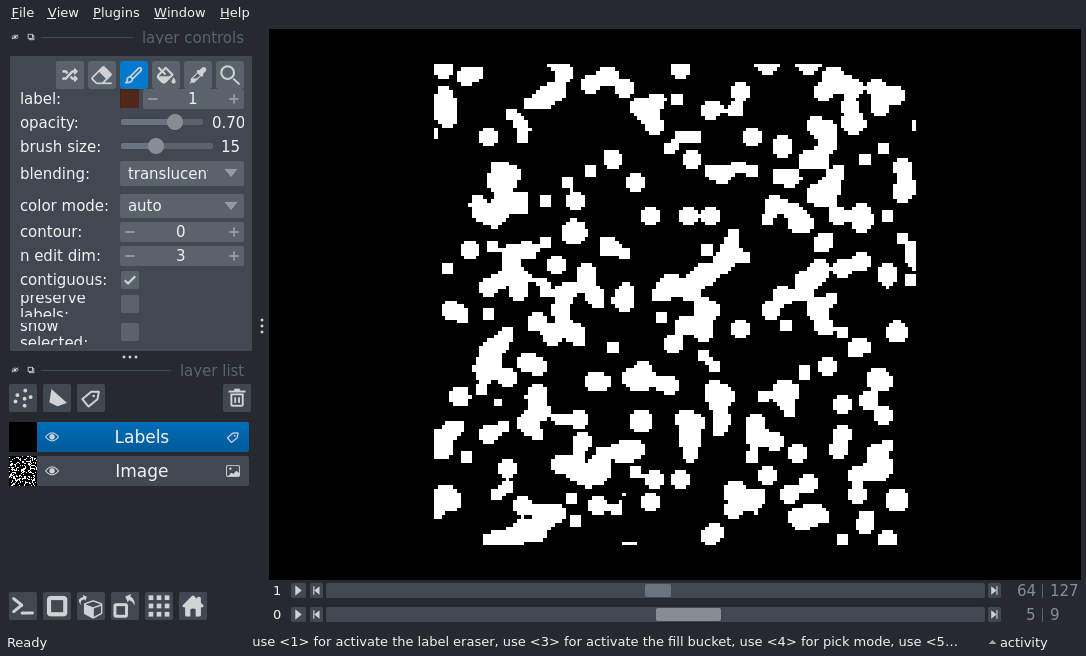 File View Plugins Window Help
layer controls
label: 1
opacity: 0.70
brush size: 15
blending: translucen
color mode: auto
contour: 0
n edit dim: 3
contiguous:
preserve
labels:
show
selected:
layer list
Labels
Image
1 64 127
0 5 9
Ready use <1> for activate the label eraser, use <3> for activate the fill bucket, use <4> for pick mode, use <5... activity